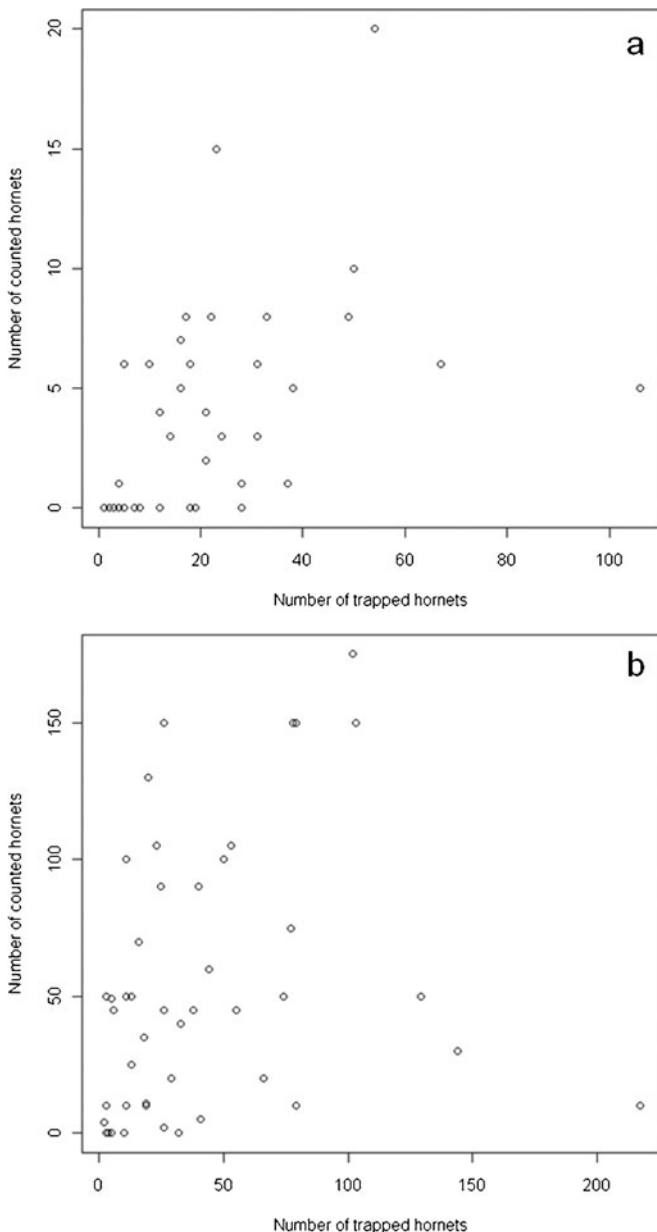 a
20
15
10
5
0
Number of counted hornets
0 20 40 60 80 100
Number of trapped hornets
b
150
100
50
0
Number of counted hornets
0 50 100 150 200
Number of trapped hornets